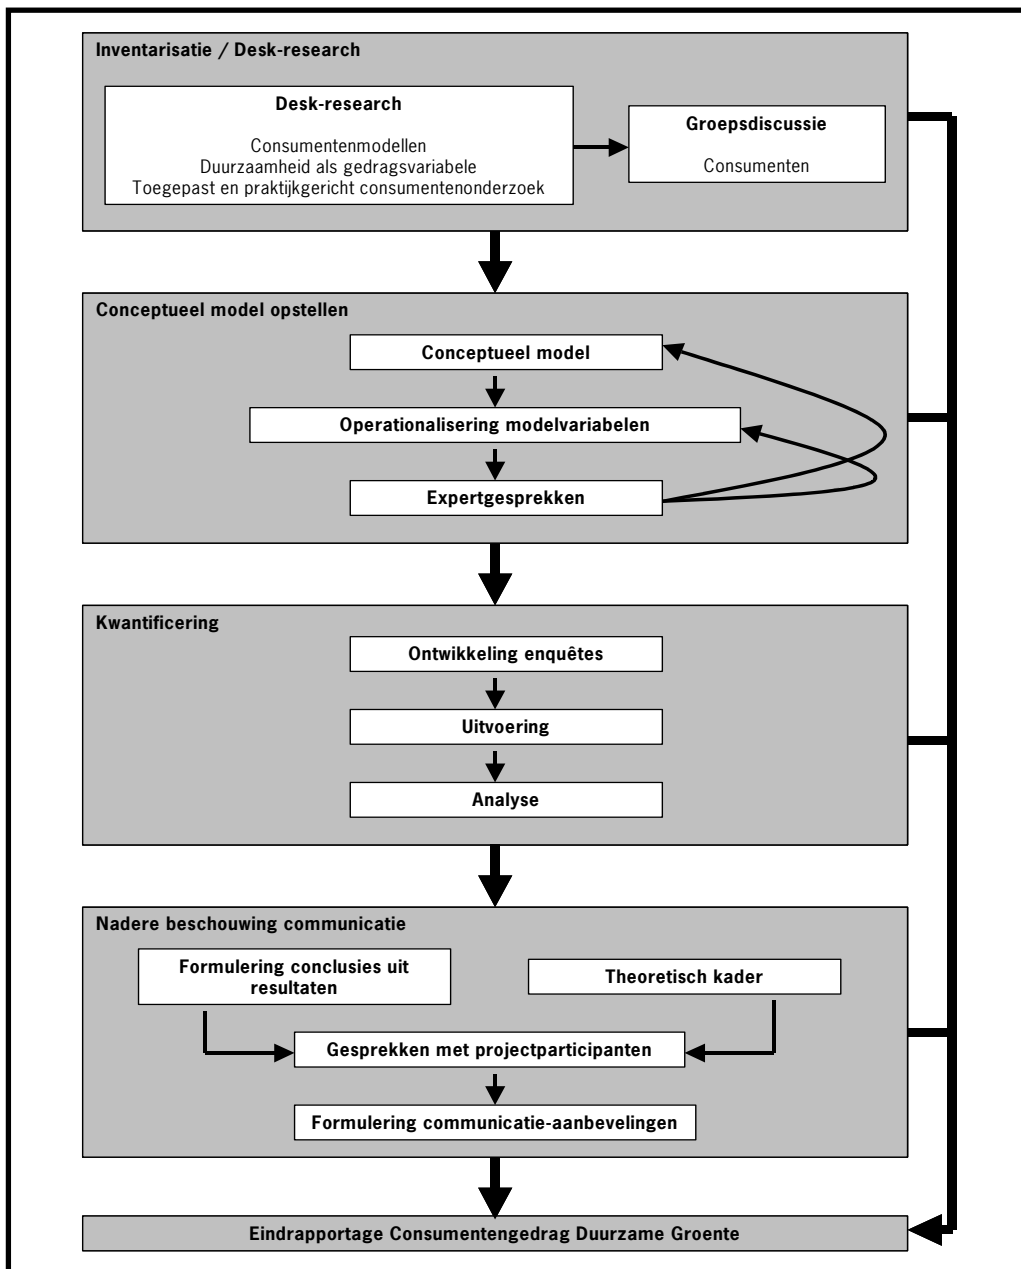 Inventarisatie / Desk-research
Desk-research
Consumentenmodellen
Duurzaamheid als gedragsvariabele
Toegepast en praktijkgericht consumentenonderzoek
Groepsdiscussie
Consumenten
Conceptueel model opstellen
Conceptueel model
Operationalisering modelvariabelen
Expertgesprekken
Kwantificering
Ontwikkeling enquêtes
Uitvoering
Analyse
Nadere beschouwing communicatie
Formulering conclusies uit
resultaten
Theoretisch kader
Gesprekken met projectparticipanten
Formulering communicatie-aanbevelingen
Eindrapportage Consumentengedrag Duurzame Groente